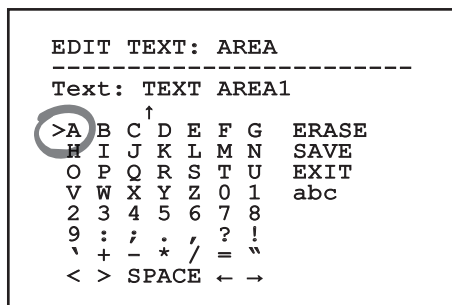 EDIT TEXT: AREA
------------------------
Text: TEXT AREA1
↑
>A B C D E F G ERASE
H I J K L M N SAVE
O P Q R S T U EXIT
V W X Y Z 0 1 abc
2 3 4 5 6 7 8
9 : ; . , ? !
‵ + - * / = ‶
< > SPACE ← →